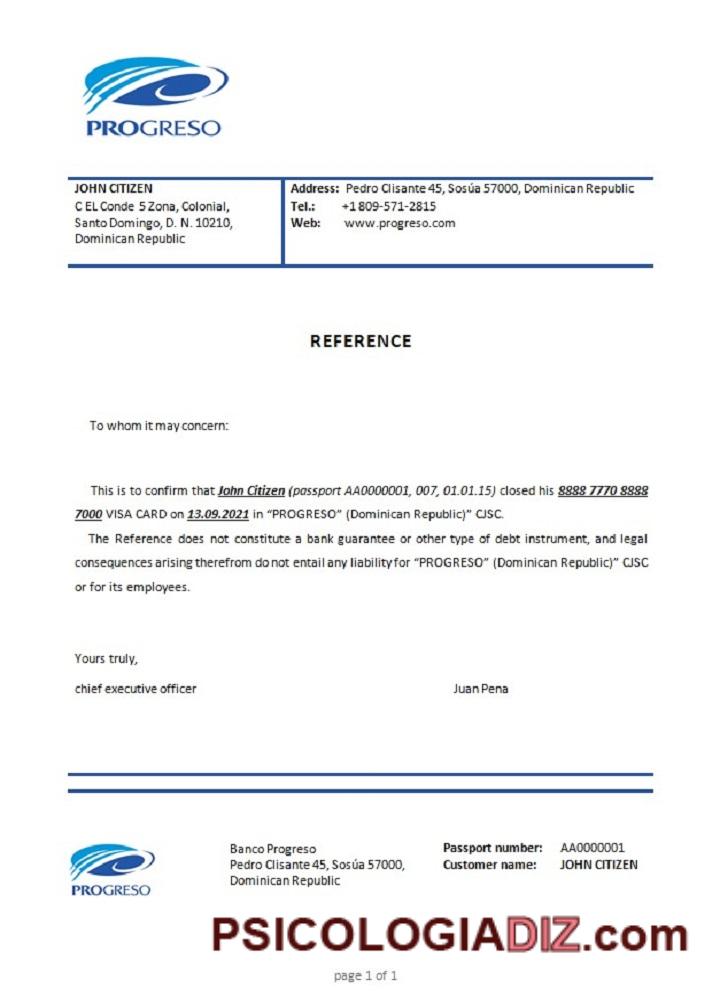 PROGRESO
JOHN CITIZEN
C EL Conde 5 Zona, Colonial,
Santo Domingo, D. N. 10210,
Dominican Republic
Address: Pedro Clisante 45, Sosúa 57000, Dominican Republic
Tel.: +1 809-571-2815
Web: www.progreso.com
REFERENCE
To whom it may concern:
This is to confirm that John Citizen (passport AA0000001, 007, 01.01.15) closed his 8888 7770 8888
7000 VISA CARD on 13.09.2021 in “PROGRESO” (Dominican Republic)” CJSC.
The Reference does not constitute a bank guarantee or other type of debt instrument, and legal
consequences arising therefrom do not entail any liability for “PROGRESO” (Dominican Republic)” CJSC
or for its employees.
Yours truly,
chief executive officer Juan Pena
PROGRESO
Banco Progreso
Pedro Clisante 45, Sosúa 57000,
Dominican Republic
Passport number: AA0000001
Customer name: JOHN CITIZEN
PSICOLOGIADIZ.com
page 1 of 1